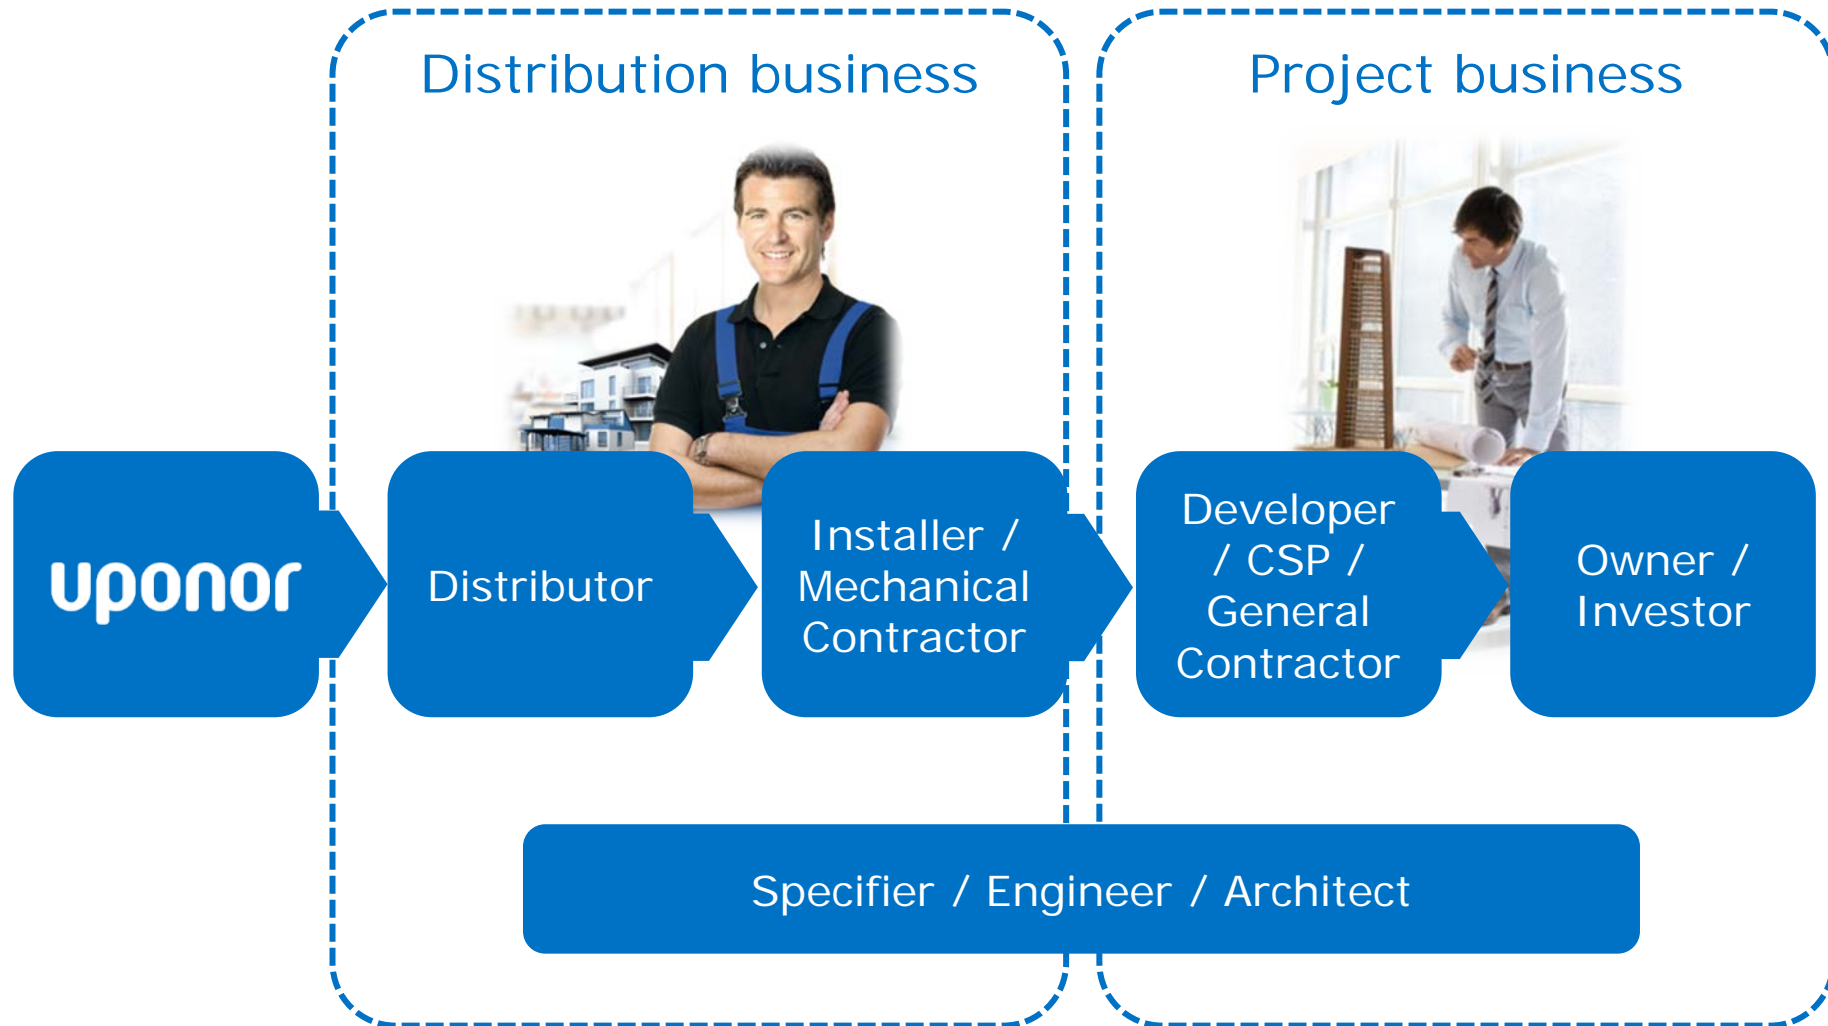 Distribution business
Project business
uponor
Distributor
Installer /
Mechanical
Contractor
Developer
/ CSP /
General
Contractor
Owner /
Investor
Specifier / Engineer / Architect